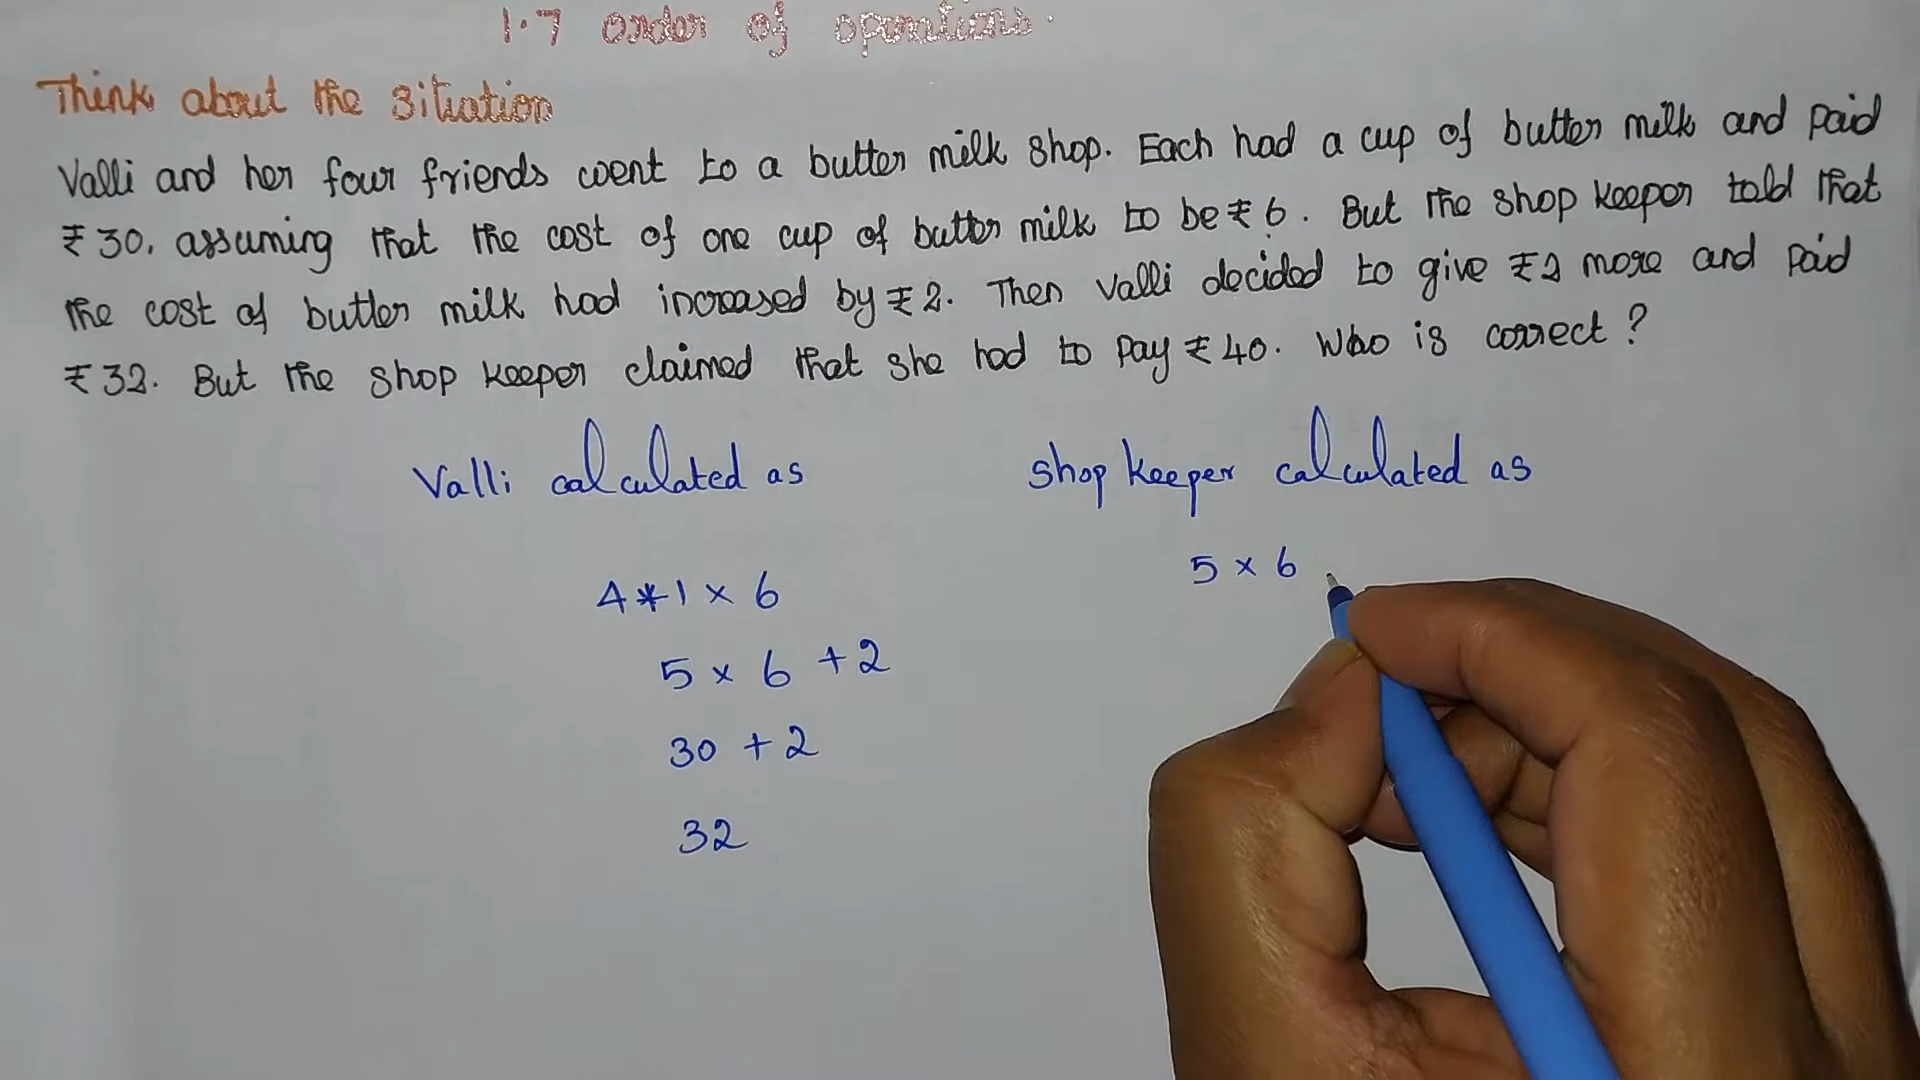 1.7 Order of operations.
Think about the Situation
Valli and her four friends went to a butter milk shop. Each had a cup of butter milk and paid
₹30, assuming that the cost of one cup of butter milk to be ₹6. But the shop keeper told that
the cost of butter milk had increased by ₹2. Then Valli decided to give ₹2 more and paid
₹32. But the shop keeper claimed that she had to pay ₹40. Who is correct?
Valli calculated as
Shop keeper calculated as
4 + 1 × 6
5 × 6
5 × 6 + 2
30 + 2
32